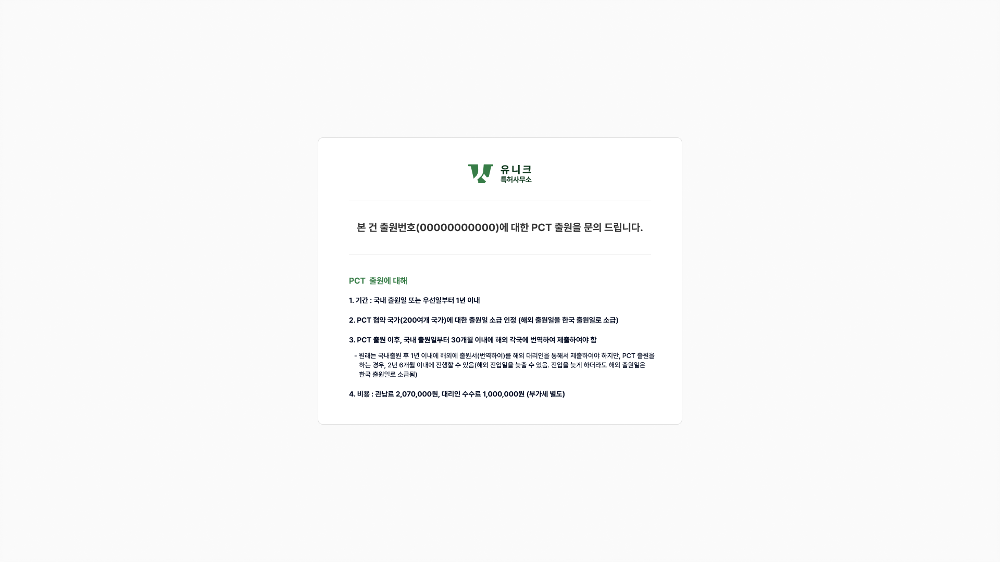 유니크
특허사무소
본 건 출원번호(00000000000)에 대한 PCT 출원을 문의 드립니다.
PCT 출원에 대해
1. 기간 : 국내 출원일 또는 우선일부터 1년 이내
2. PCT 협약 국가(200여개 국가)에 대한 출원일 소급 인정 (해외 출원일을 한국 출원일로 소급)
3. PCT 출원 이후, 국내 출원일부터 30개월 이내에 해외 각국에 번역하여 제출하여야 함
- 원래는 국내출원 후 1년 이내에 해외에 출원서(번역하여)를 해외 대리인을 통해서 제출하여야 하지만, PCT 출원을
하는 경우, 2년 6개월 이내에 진행할 수 있음(해외 진입일을 늦출 수 있음. 진입을 늦게 하더라도 해외 출원일은
한국 출원일로 소급됨)
4. 비용 : 관납료 2,070,000원, 대리인 수수료 1,000,000원 (부가세 별도)